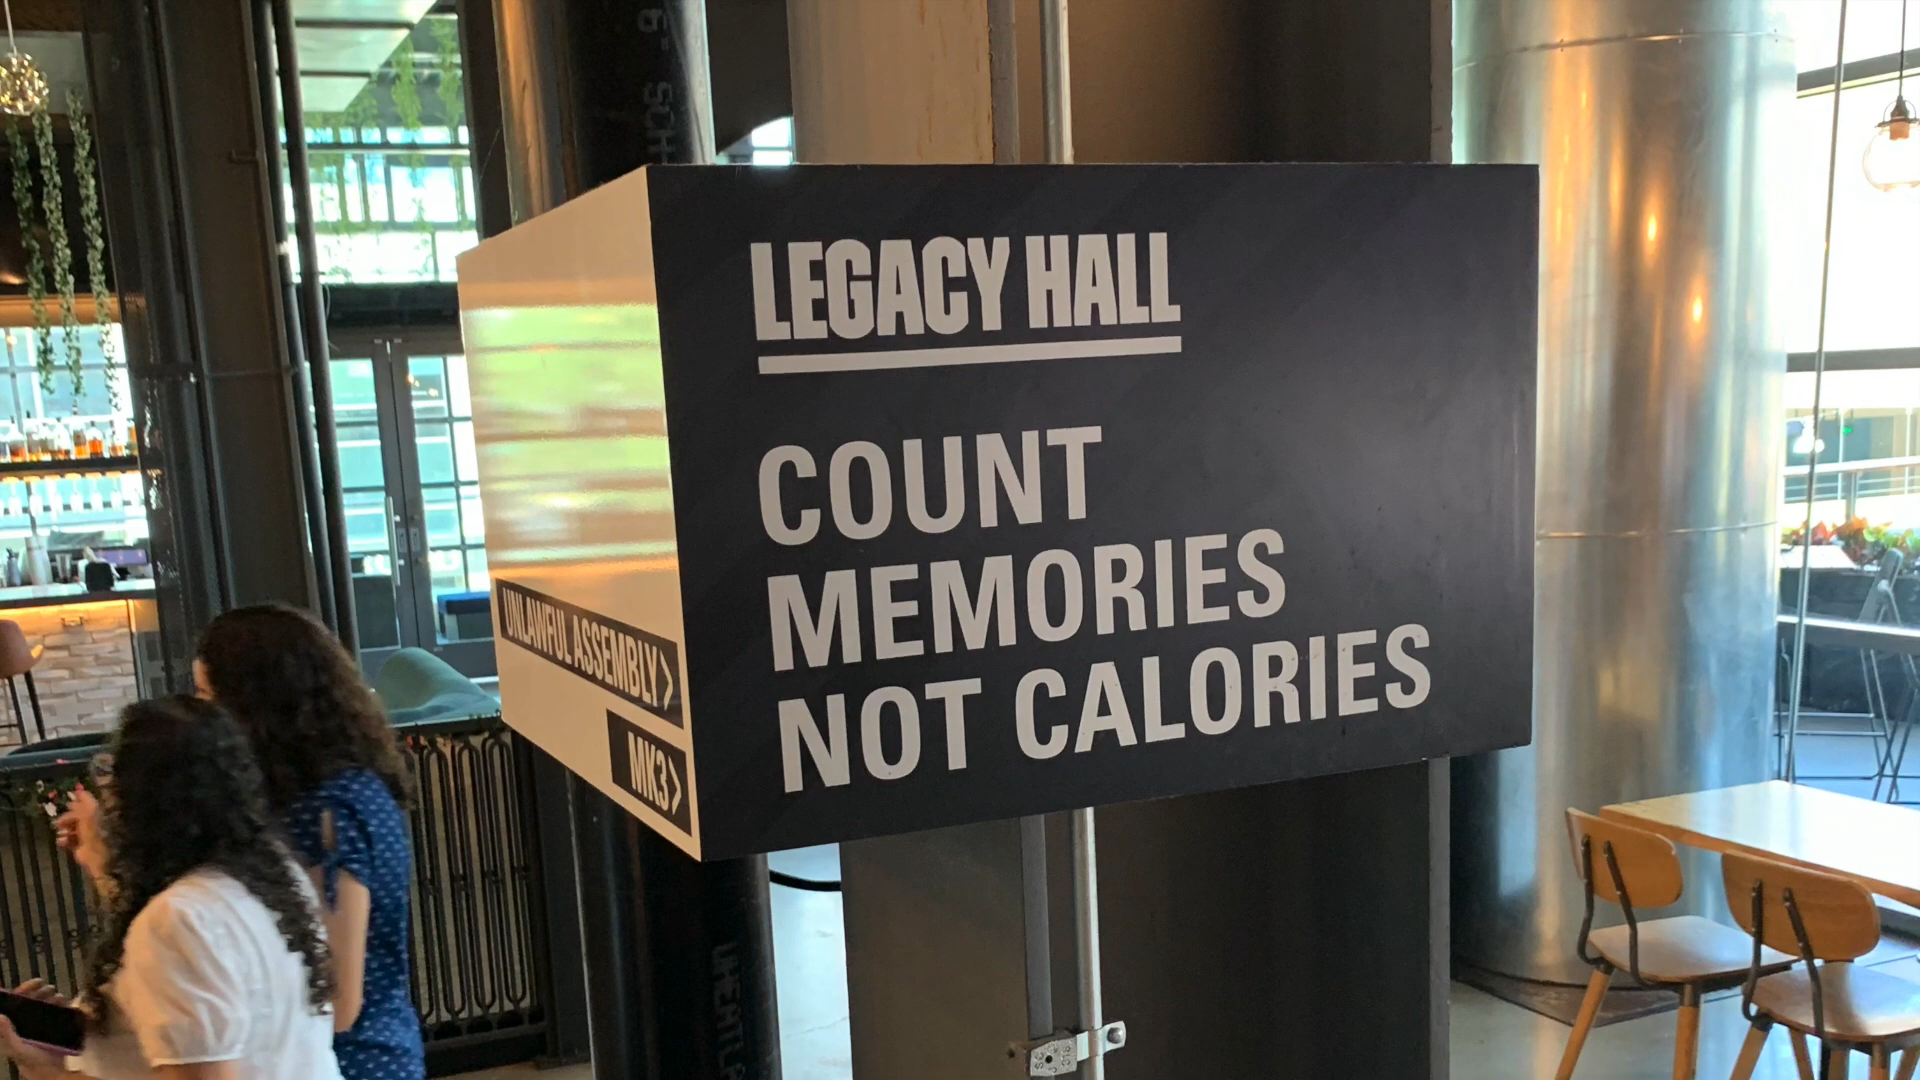 LEGACY HALL
COUNT
MEMORIES
NOT CALORIES
UNLAWFUL ASSEMBLY>
MK3>